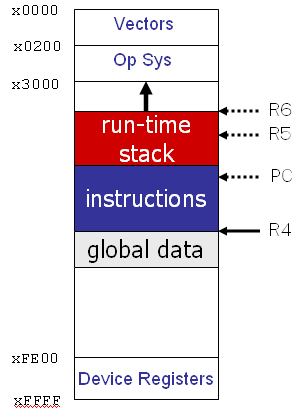 x0000
Vectors
x0200
Op Sys
x3000
R6
run-time
R5
stack
PC
instructions
R4
global data
xFE00
Device Registers
xFFFF